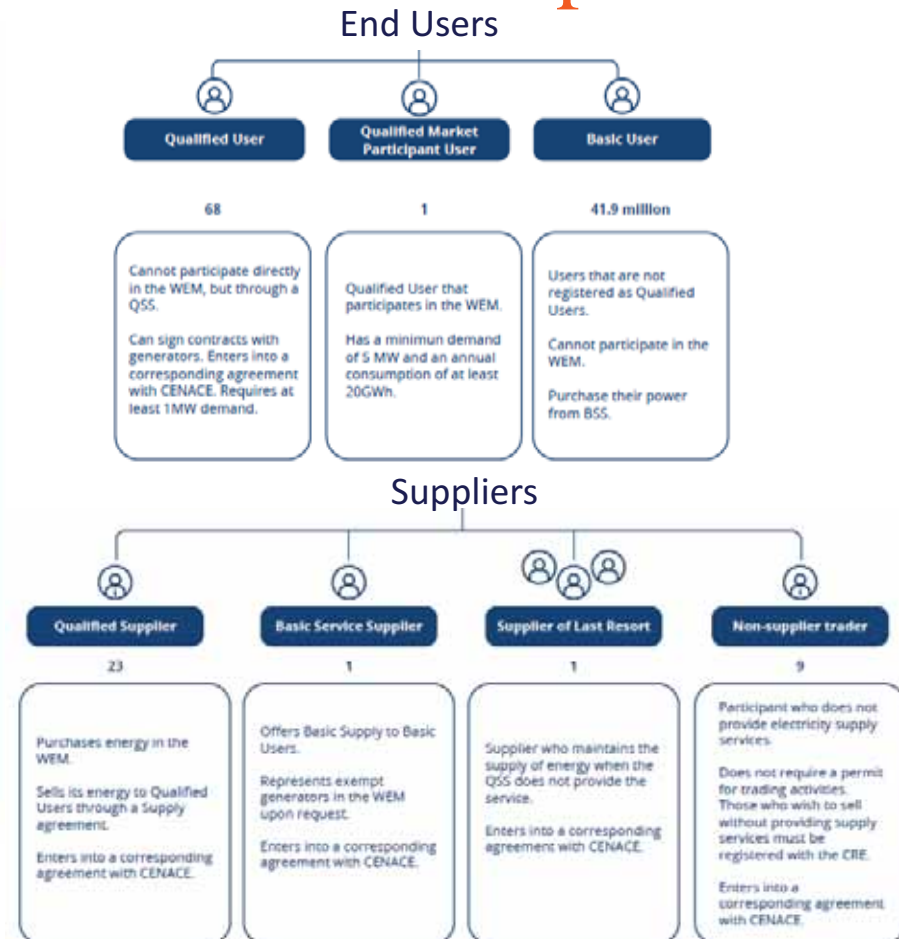 End Users
Qualified User
Qualified Market
Participant User
Basic User
68
1
41.9 million
Cannot participate directly
in the WEM, but through a
QSS.
Can sign contracts with
generators. Enters into a
corresponding agreement
with CENACE. Requires at
least 1MW demand.
Qualified User that
participates in the WEM.
Has a minimun demand
of 5 MW and an annual
consumption of at least
20GWh.
Users that are not
registered as Qualified
Users.
Cannot participate in the
WEM.
Purchase their power
from BSS.
Suppliers
Qualified Supplier
Basic Service Supplier
Supplier of Last Resort
Non-supplier trader
23
1
1
9
Purchases energy in the
WEM.
Sells its energy to Qualified
Users through a Supply
agreement.
Enters into a corresponding
agreement with CENACE.
Offers Basic Supply to Basic
Users.
Represents exempt
generators in the WEM
upon request.
Enters into a corresponding
agreement with CENACE.
Supplier who maintains the
supply of energy when the
QSS does not provide the
service.
Enters into a corresponding
agreement with CENACE.
Participant who does not
provide electricity supply
services.
Does not require a permit
for trading activities.
Those who wish to sell
without providing supply
services must be
registered with the CRE.
Enters into a
corresponding agreement
with CENACE.